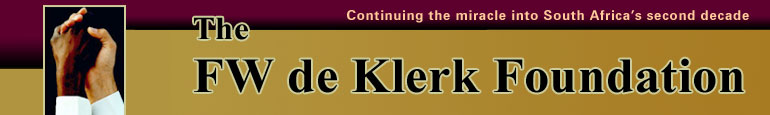 Continuing the miracle into South Africa's second decade
The
FW de Klerk Foundation